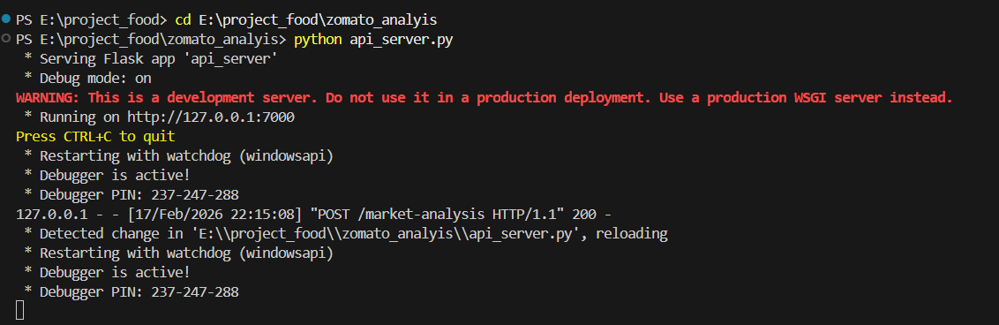 PS E:\project_food> cd E:\project_food\zomato_analyis
PS E:\project_food\zomato_analyis> python api_server.py
 * Serving Flask app 'api_server'
 * Debug mode: on
WARNING: This is a development server. Do not use it in a production deployment. Use a production WSGI server instead.
 * Running on http://127.0.0.1:7000
Press CTRL+C to quit
 * Restarting with watchdog (windowsapi)
 * Debugger is active!
 * Debugger PIN: 237-247-288
127.0.0.1 - - [17/Feb/2026 22:15:08] "POST /market-analysis HTTP/1.1" 200 -
 * Detected change in 'E:\\project_food\\zomato_analyis\\api_server.py', reloading
 * Restarting with watchdog (windowsapi)
 * Debugger is active!
 * Debugger PIN: 237-247-288